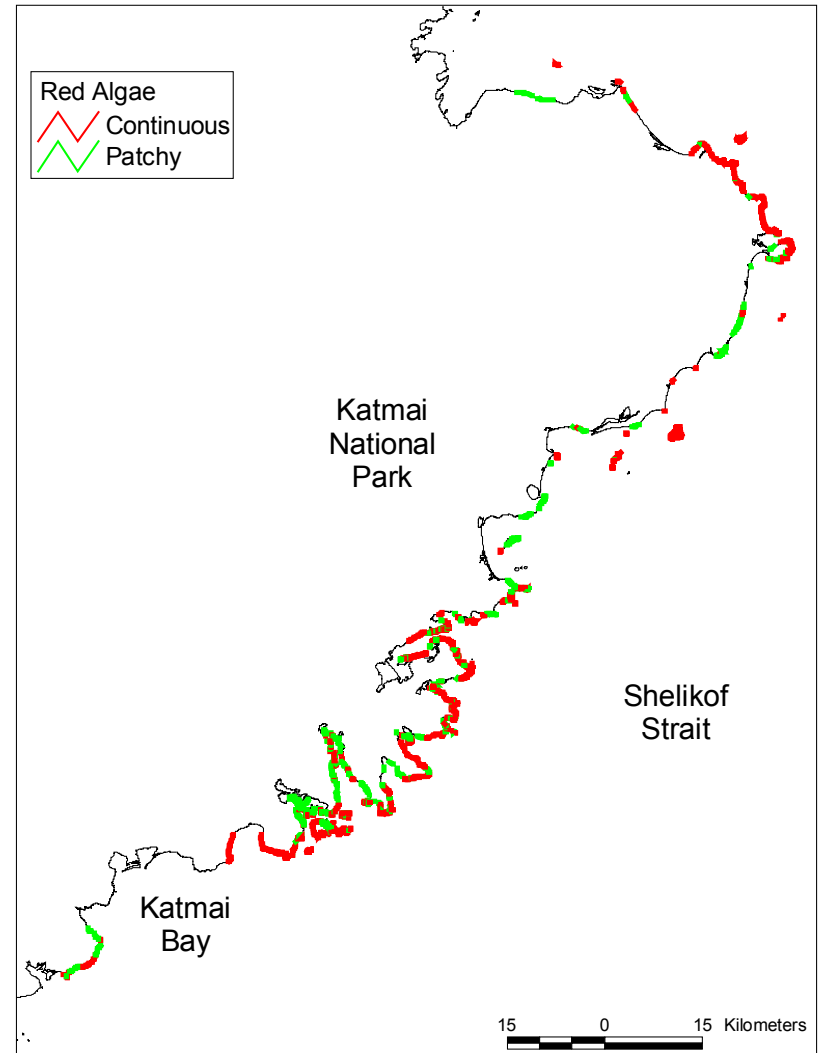 Red Algae
Continuous
Patchy
Katmai
National
Park
Shelikof
Strait
Katmai
Bay
15 0 15 Kilometers